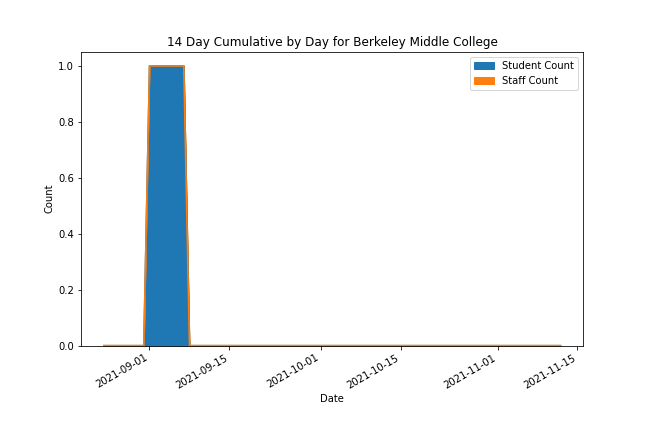 14 Day Cumulative by Day for Berkeley Middle College
Student Count
Staff Count
1.0
0.8
0.6
0.4
0.2
0.0
Count
2021-09-01
2021-09-15
2021-10-01
2021-10-15
2021-11-01
2021-11-15
Date